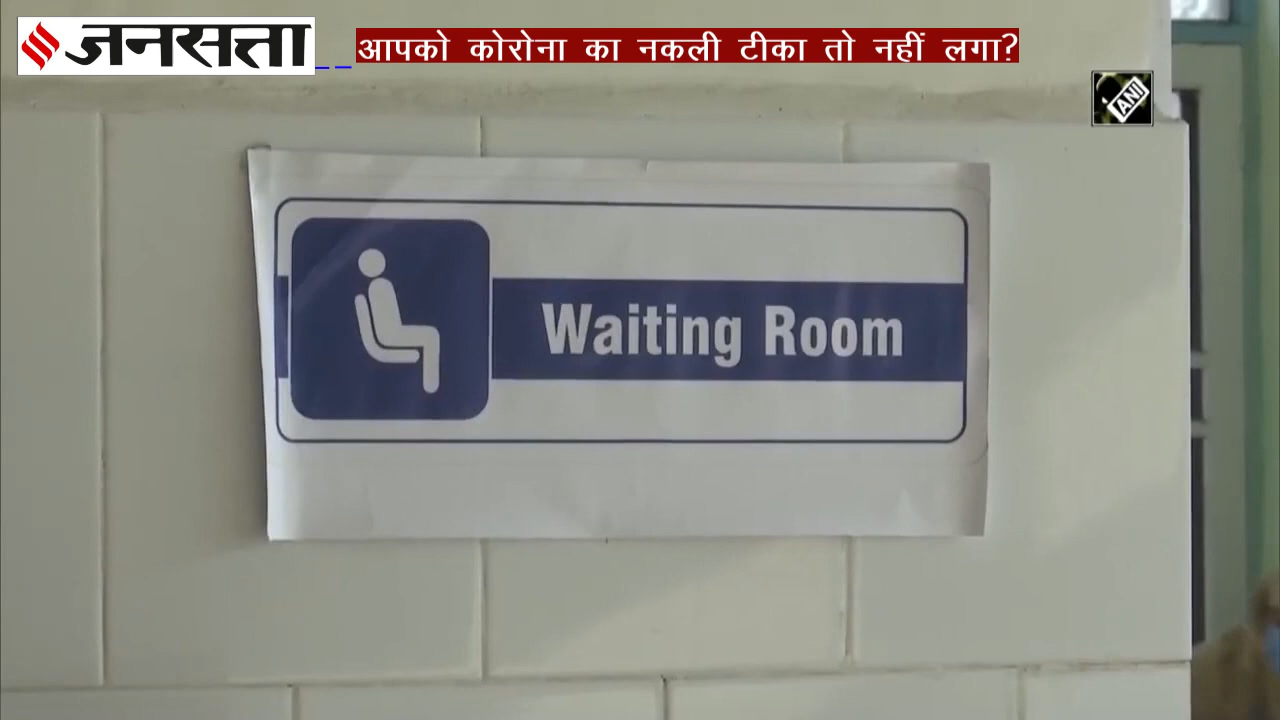 जनसत्ता
आपको कोरोना का नकली टीका तो नहीं लगा?
ANI
Waiting Room